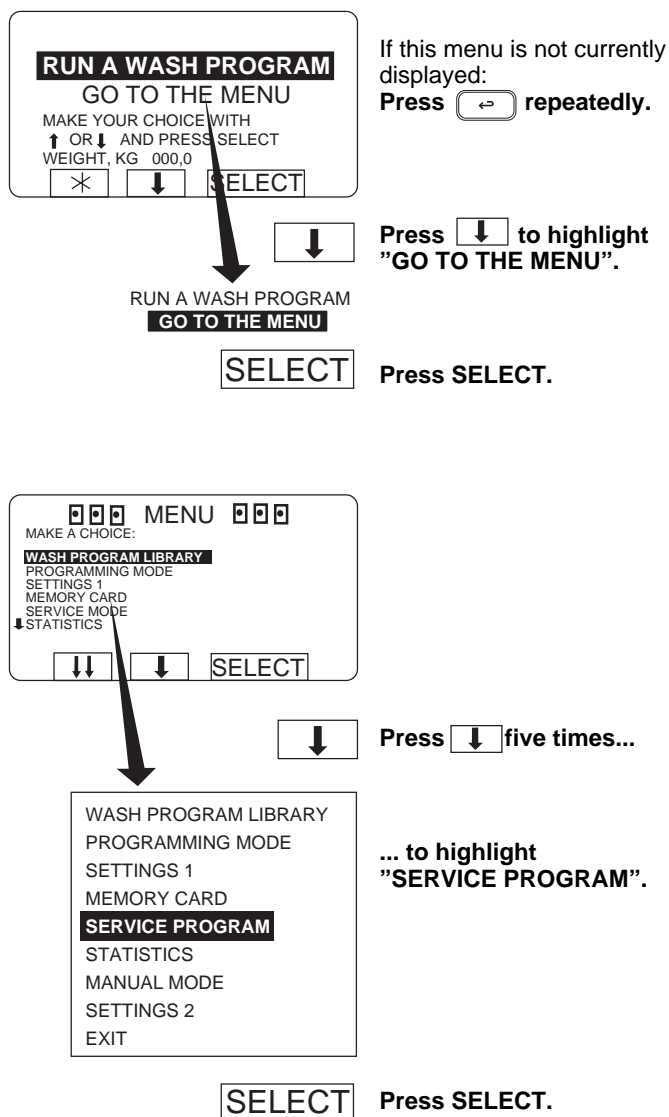 RUN A WASH PROGRAM
GO TO THE MENU
MAKE YOUR CHOICE WITH
↑ OR ↓ AND PRESS SELECT
WEIGHT, KG 000,0
SELECT
If this menu is not currently
displayed:
Press repeatedly.
Press ↓ to highlight
”GO TO THE MENU”.
RUN A WASH PROGRAM
GO TO THE MENU
SELECT
Press SELECT.
MENU
MAKE A CHOICE:
WASH PROGRAM LIBRARY
PROGRAMMING MODE
SETTINGS 1
MEMORY CARD
SERVICE MODE
STATISTICS
SELECT
Press ↓ five times...
WASH PROGRAM LIBRARY
PROGRAMMING MODE
SETTINGS 1
MEMORY CARD
SERVICE PROGRAM
STATISTICS
MANUAL MODE
SETTINGS 2
EXIT
... to highlight
”SERVICE PROGRAM”.
SELECT
Press SELECT.